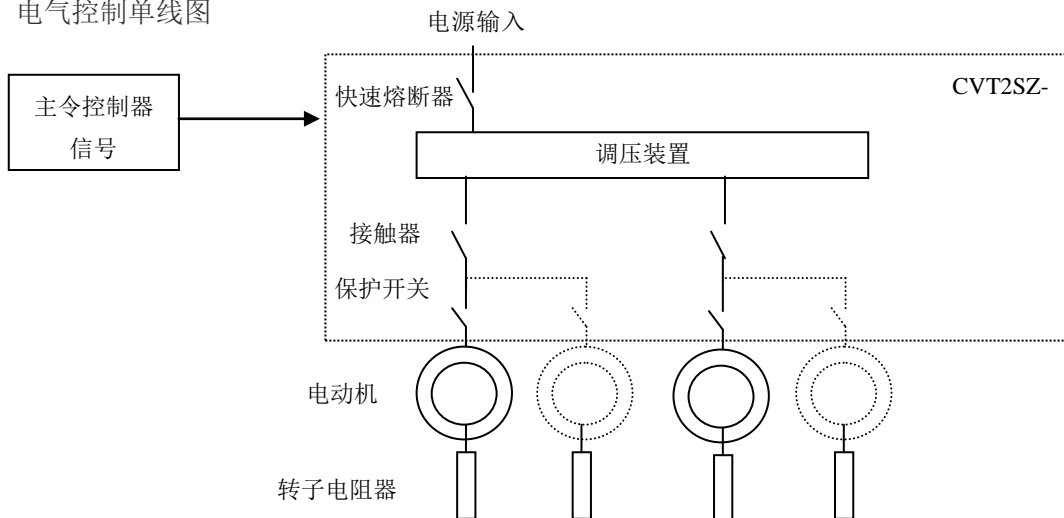 电气控制单线图
电源输入
CVT2SZ-
快速熔断器
主令控制器
信号
调压装置
接触器
保护开关
电动机
转子电阻器